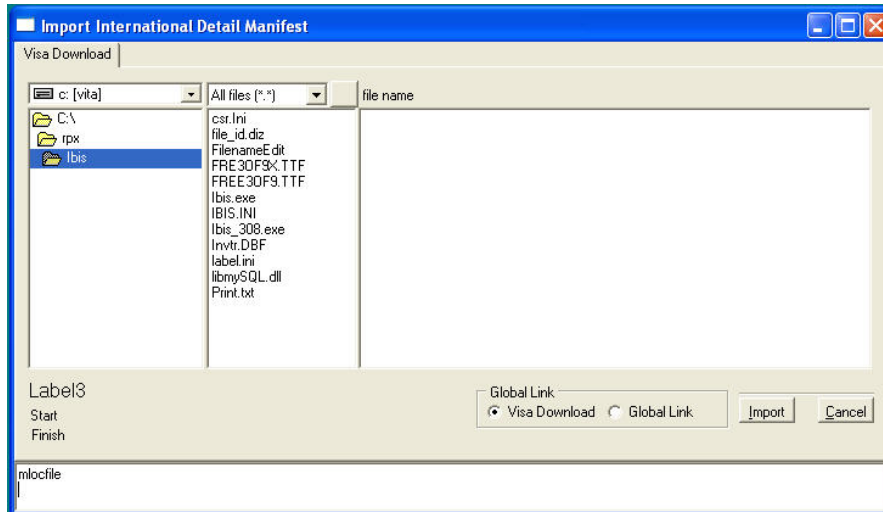 Import International Detail Manifest
Visa Download
c: [vita]
All files (*.*)
file name
C:\
rpx
Ibis
csr.Ini
file_id.diz
FilenameEdit
FRE3OF9X.TTF
FREE3OF9.TTF
Ibis.exe
IBIS.INI
Ibis_308.exe
Invtr.DBF
label.ini
libmySQL.dll
Print.txt
Label3
Start
Finish
Global Link
Visa Download
Global Link
Import
Cancel
mlocfile